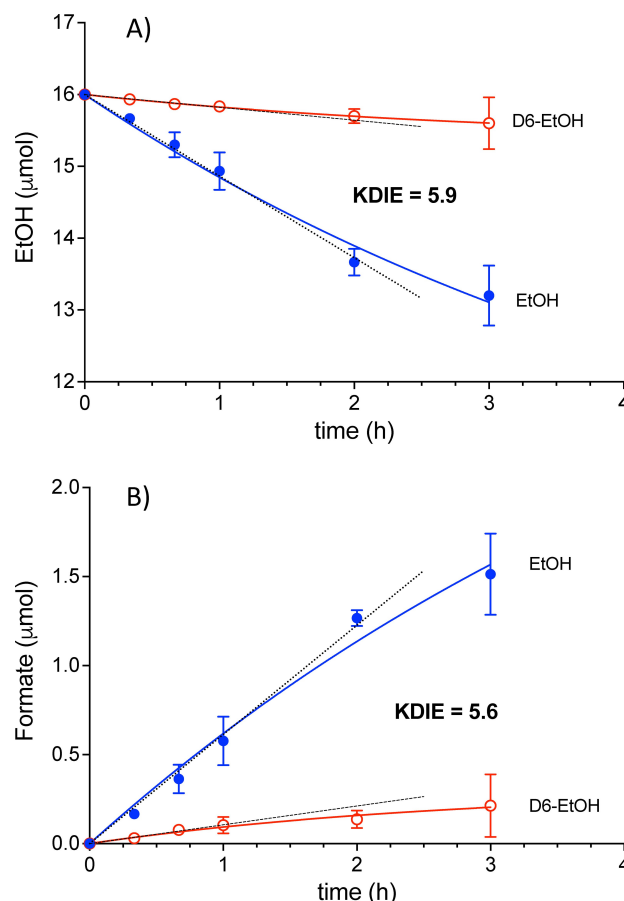 A)
17
16
15
14
13
12
EtOH (μmol)
D6-EtOH
KDIE = 5.9
EtOH
0
1
2
3
4
time (h)
B)
2.0
1.5
1.0
0.5
0.0
Formate (μmol)
EtOH
KDIE = 5.6
D6-EtOH
0
1
2
3
4
time (h)